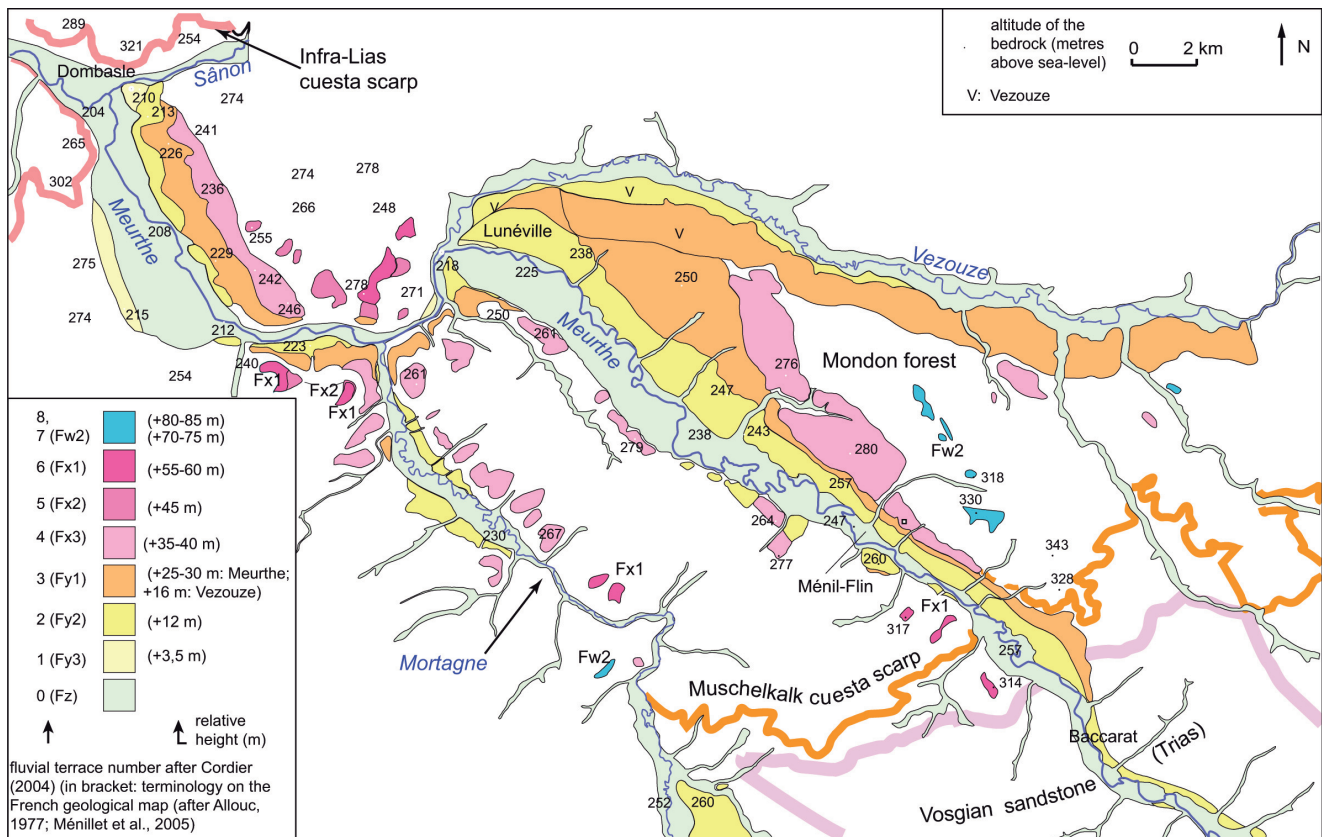 289
321
254
Infra-Lias
cuesta scarp
altitude of the
bedrock (metres
above sea-level)
0 2 km
N
V: Vezouze
Dombasle
Sânon
210
274
204
213
241
265
226
302
236
274
278
266
248
Meurthe
208
255
229
242
275
278
271
246
215
274
212
223
240
254
Fx1
Fx2
Fx1
261
218
V
V
V
Lunéville
238
225
250
250
261
Meurthe
Vezouze
276
Mondon forest
247
238
243
279
280
Fw2
318
330
257
247
264
277
260
Ménil-Flin
343
328
Fx1
317
257
314
230
267
Fx1
Mortagne
Fw2
Muschelkalk cuesta scarp
Baccarat
(Trias)
Vosgian sandstone
252
260
8,
7 (Fw2)
(+80-85 m)
(+70-75 m)
6 (Fx1)
(+55-60 m)
5 (Fx2)
(+45 m)
4 (Fx3)
(+35-40 m)
3 (Fy1)
(+25-30 m: Meurthe;
+16 m: Vezouze)
2 (Fy2)
(+12 m)
1 (Fy3)
(+3,5 m)
0 (Fz)
relative
height (m)
fluvial terrace number after Cordier
(2004) (in bracket: terminology on the
French geological map (after Allouc,
1977; Ménillet et al., 2005)